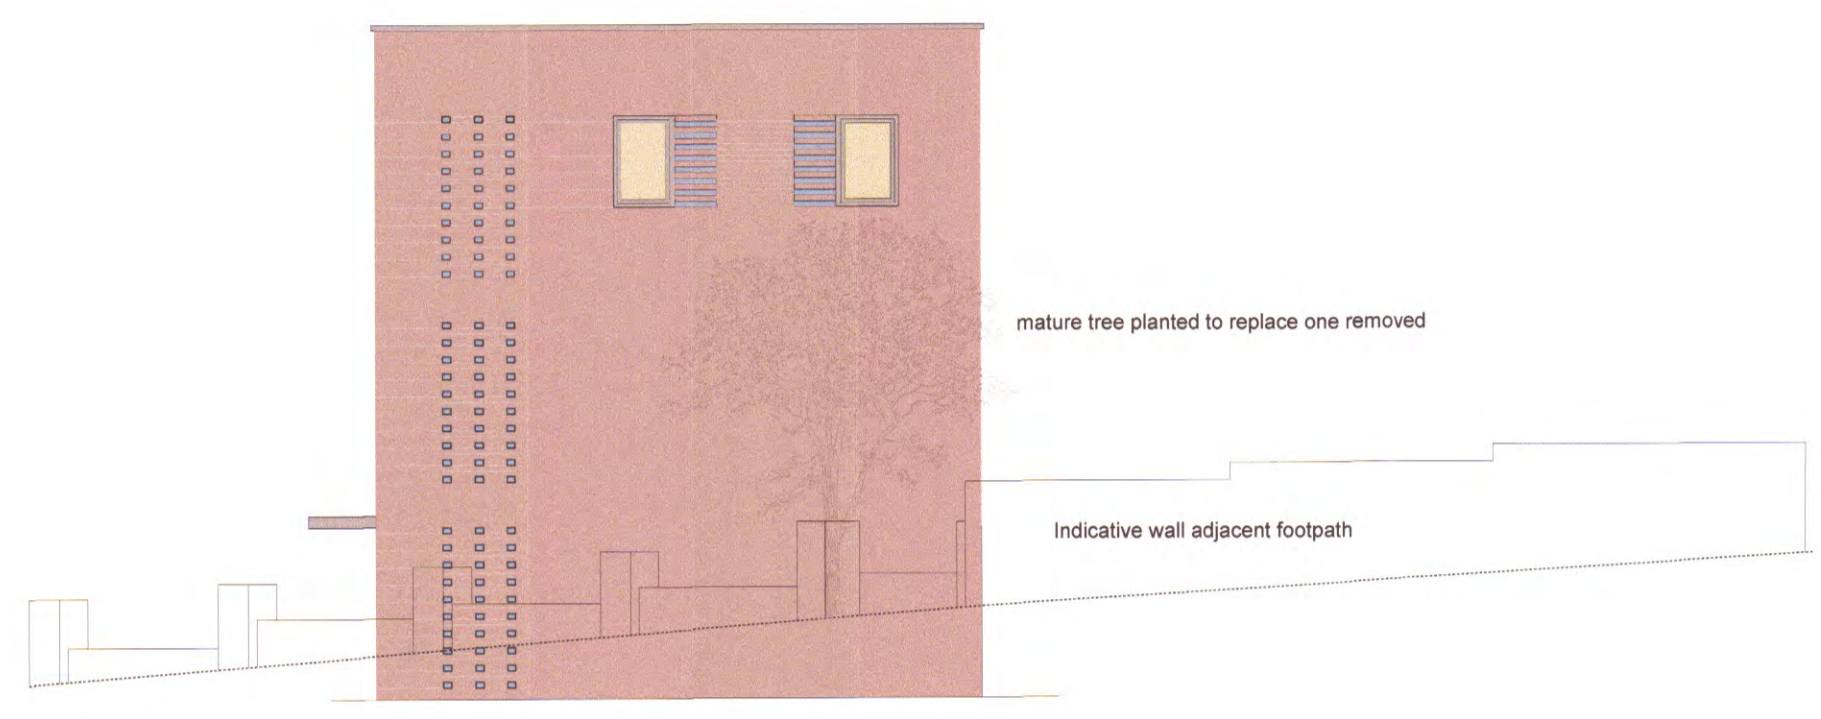 mature tree planted to replace one removed
Indicative wall adjacent footpath